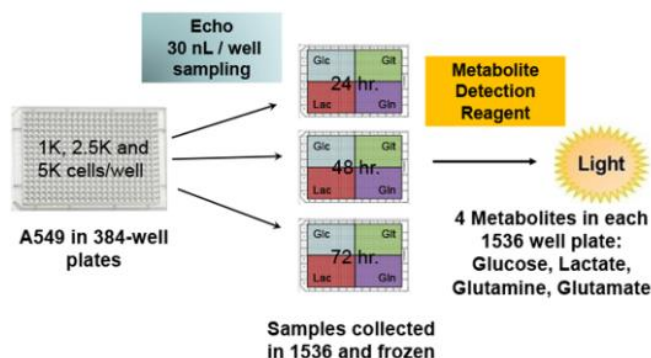 Echo
30 nL / well
sampling
1K, 2.5K and
5K cells/well
A549 in 384-well
plates
Glc
Glt
24 hr.
Lac
Gln
Glc
Glt
48 hr.
Lac
Gln
Glc
Glt
72 hr.
Lac
Gln
Samples collected
in 1536 and frozen
Metabolite
Detection
Reagent
Light
4 Metabolites in each
1536 well plate:
Glucose, Lactate,
Glutamine, Glutamate